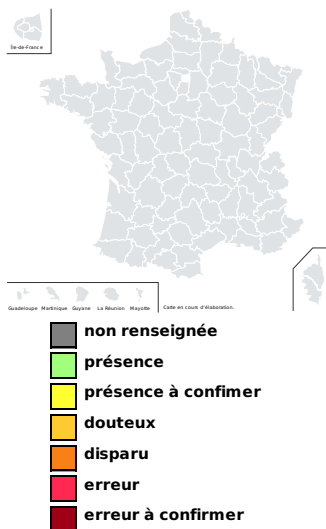 Île-de-France
Guadeloupe Martinique Guyane La Réunion Mayotte Carte en cours d'élaboration.
non renseignée
présence
présence à confimer
douteux
disparu
erreur
erreur à confirmer